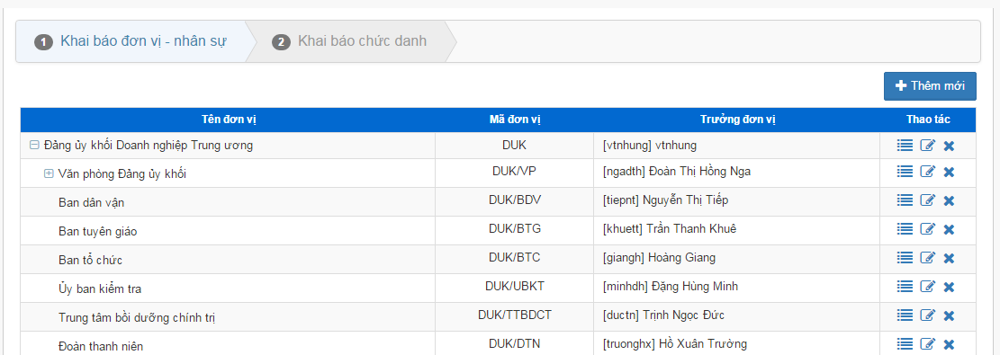 1 Khai báo đơn vị - nhân sự 2 Khai báo chức danh
Thêm mới
Tên đơn vị Mã đơn vị Trưởng đơn vị Thao tác
Đảng ủy khối Doanh nghiệp Trung ương DUK [vtnhung] vtnhung
Văn phòng Đảng ủy khối DUK/VP [ngadth] Đoàn Thị Hồng Nga
Ban dân vận DUK/BDV [tiepnt] Nguyễn Thị Tiếp
Ban tuyên giáo DUK/BTG [khuett] Trần Thanh Khuê
Ban tổ chức DUK/BTC [giangh] Hoàng Giang
Ủy ban kiểm tra DUK/UBKT [minhdh] Đặng Hùng Minh
Trung tâm bồi dưỡng chính trị DUK/TTBDCT [ductn] Trịnh Ngọc Đức
Đoàn thanh niên DUK/DTN [truonghx] Hồ Xuân Trường